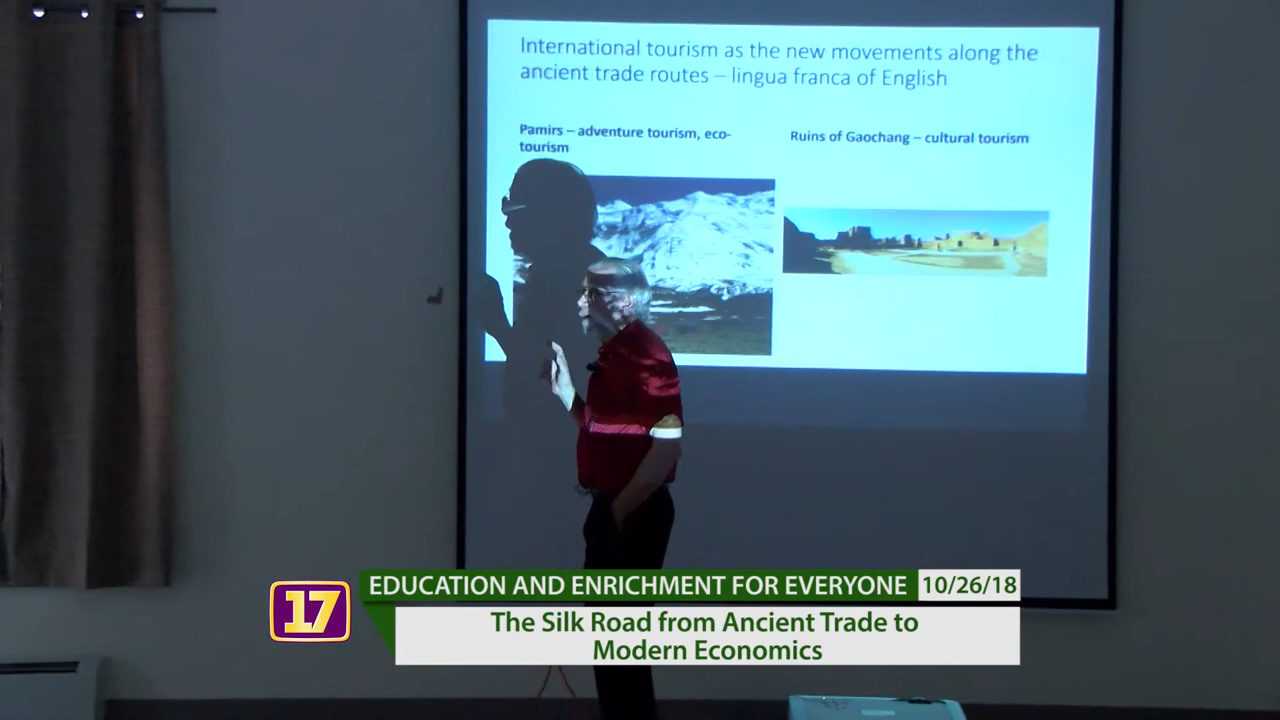 International tourism as the new movements along the
ancient trade routes – lingua franca of English
Pamirs – adventure tourism, eco-
tourism
Ruins of Gaochang – cultural tourism
17
EDUCATION AND ENRICHMENT FOR EVERYONE
10/26/18
The Silk Road from Ancient Trade to
Modern Economics